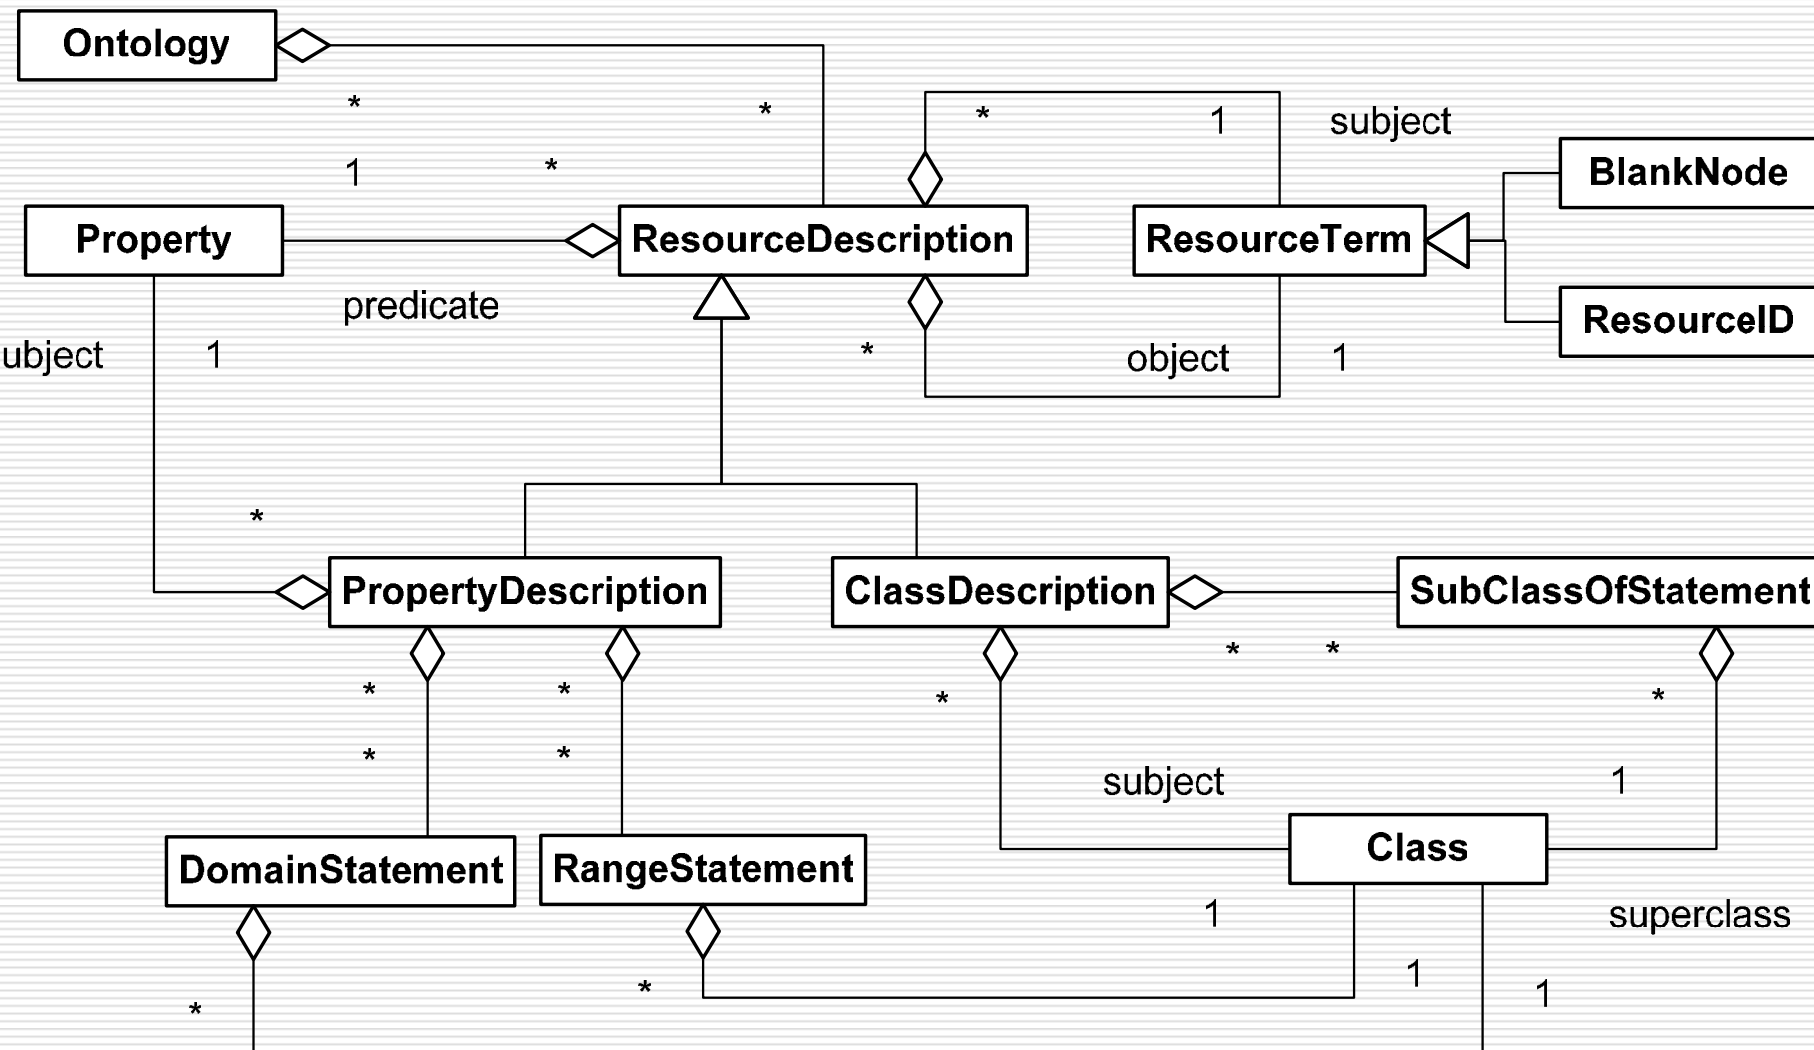 Ontology
* *
* 1 subject
1 *
BlankNode
Property ResourceDescription ResourceTerm
predicate
ResourceID
ubject 1 * object 1
*
PropertyDescription ClassDescription SubClassOfStatement
* *
* * * *
* *
subject 1
Class
DomainStatement RangeStatement
1 superclass
* 1
* 1